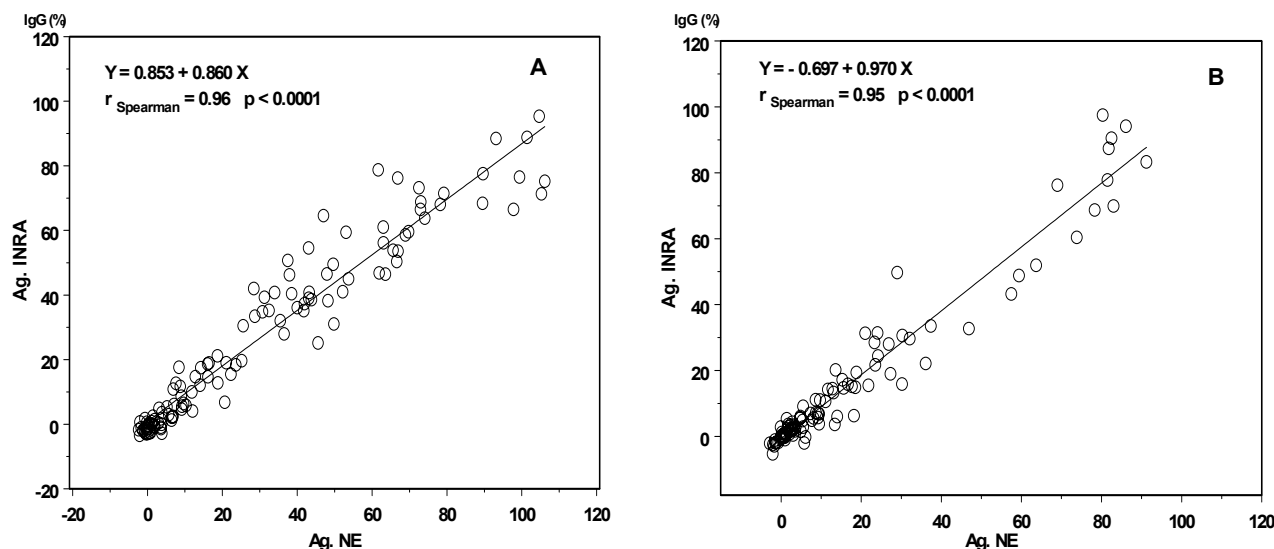 IgG (%)
120
100
80
60
40
20
0
-20
Ag. INRA
Y = 0.853 + 0.860 X
r Spearman = 0.96 p < 0.0001
A
-20 0 20 40 60 80 100 120
Ag. NE
IgG (%)
120
100
80
60
40
20
0
Ag. INRA
Y = - 0.697 + 0.970 X
r Spearman = 0.95 p < 0.0001
B
0 20 40 60 80 100 120
Ag. NE